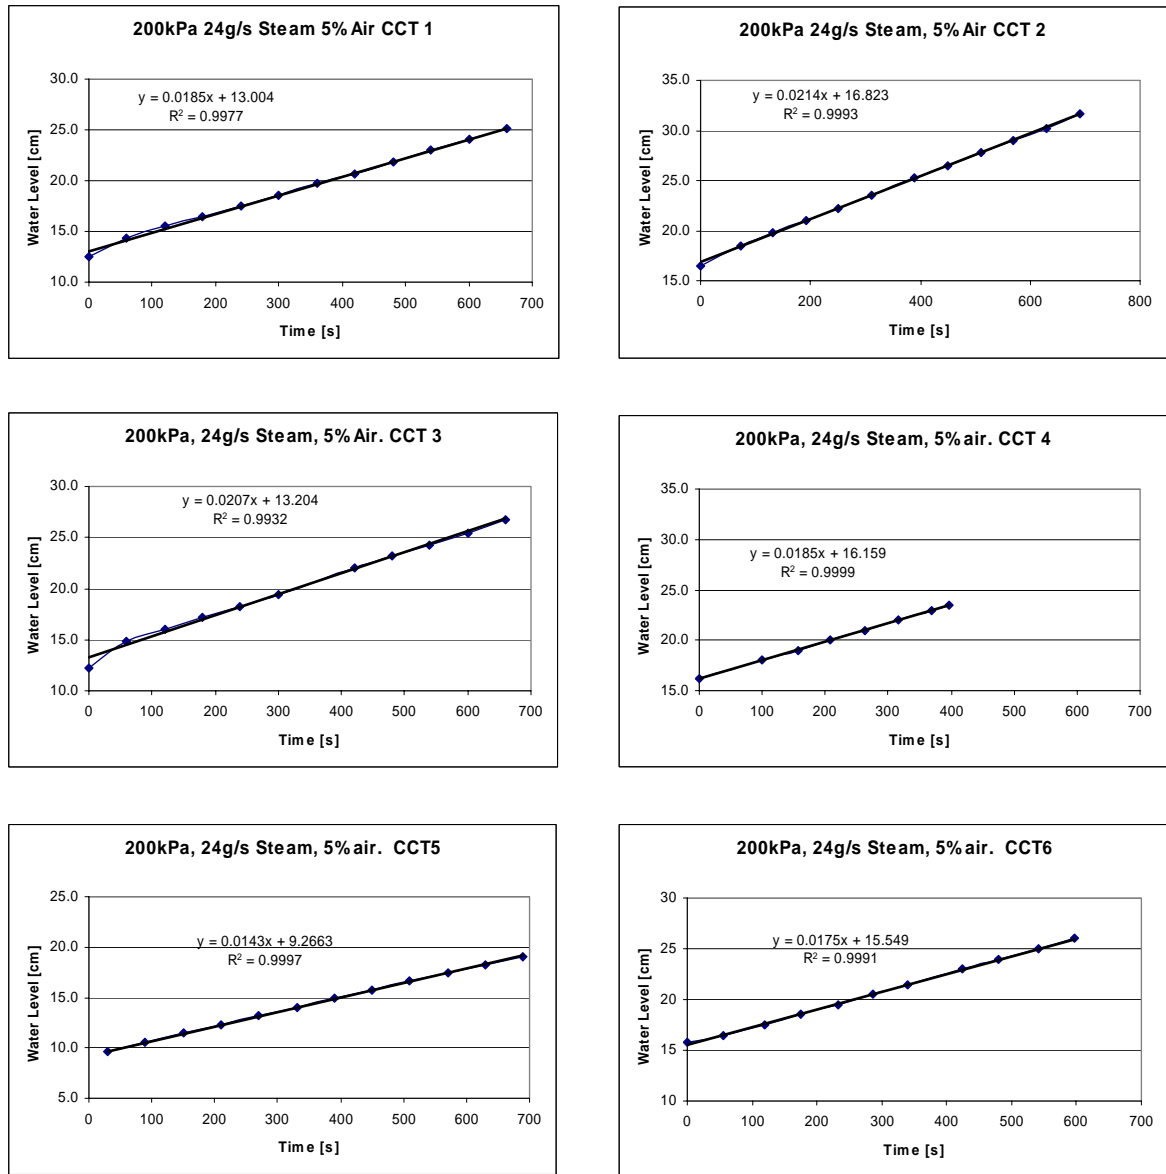 200kPa 24g/s Steam 5% Air CCT 1
30.0
25.0
20.0
15.0
10.0
y = 0.0185x + 13.004
R² = 0.9977
Water Level [cm]
0 100 200 300 400 500 600 700
Time [s]
200kPa 24g/s Steam, 5% Air CCT 2
35.0
30.0
25.0
20.0
15.0
y = 0.0214x + 16.823
R² = 0.9993
Water Level [cm]
0 200 400 600 800
Time [s]
200kPa, 24g/s Steam, 5% Air. CCT 3
30.0
25.0
20.0
15.0
10.0
y = 0.0207x + 13.204
R² = 0.9932
Water Level [cm]
0 100 200 300 400 500 600 700
Time [s]
200kPa, 24g/s Steam, 5% air. CCT 4
35.0
30.0
25.0
20.0
15.0
y = 0.0185x + 16.159
R² = 0.9999
Water Level [cm]
0 100 200 300 400 500 600 700
Time [s]
200kPa, 24g/s Steam, 5% air. CCT5
25.0
20.0
15.0
10.0
5.0
y = 0.0143x + 9.2663
R² = 0.9997
Water Level [cm]
0 100 200 300 400 500 600 700
Time [s]
200kPa, 24g/s Steam, 5% air. CCT6
30
25
20
15
10
y = 0.0175x + 15.549
R² = 0.9991
Water Level [cm]
0 100 200 300 400 500 600 700
Time [s]